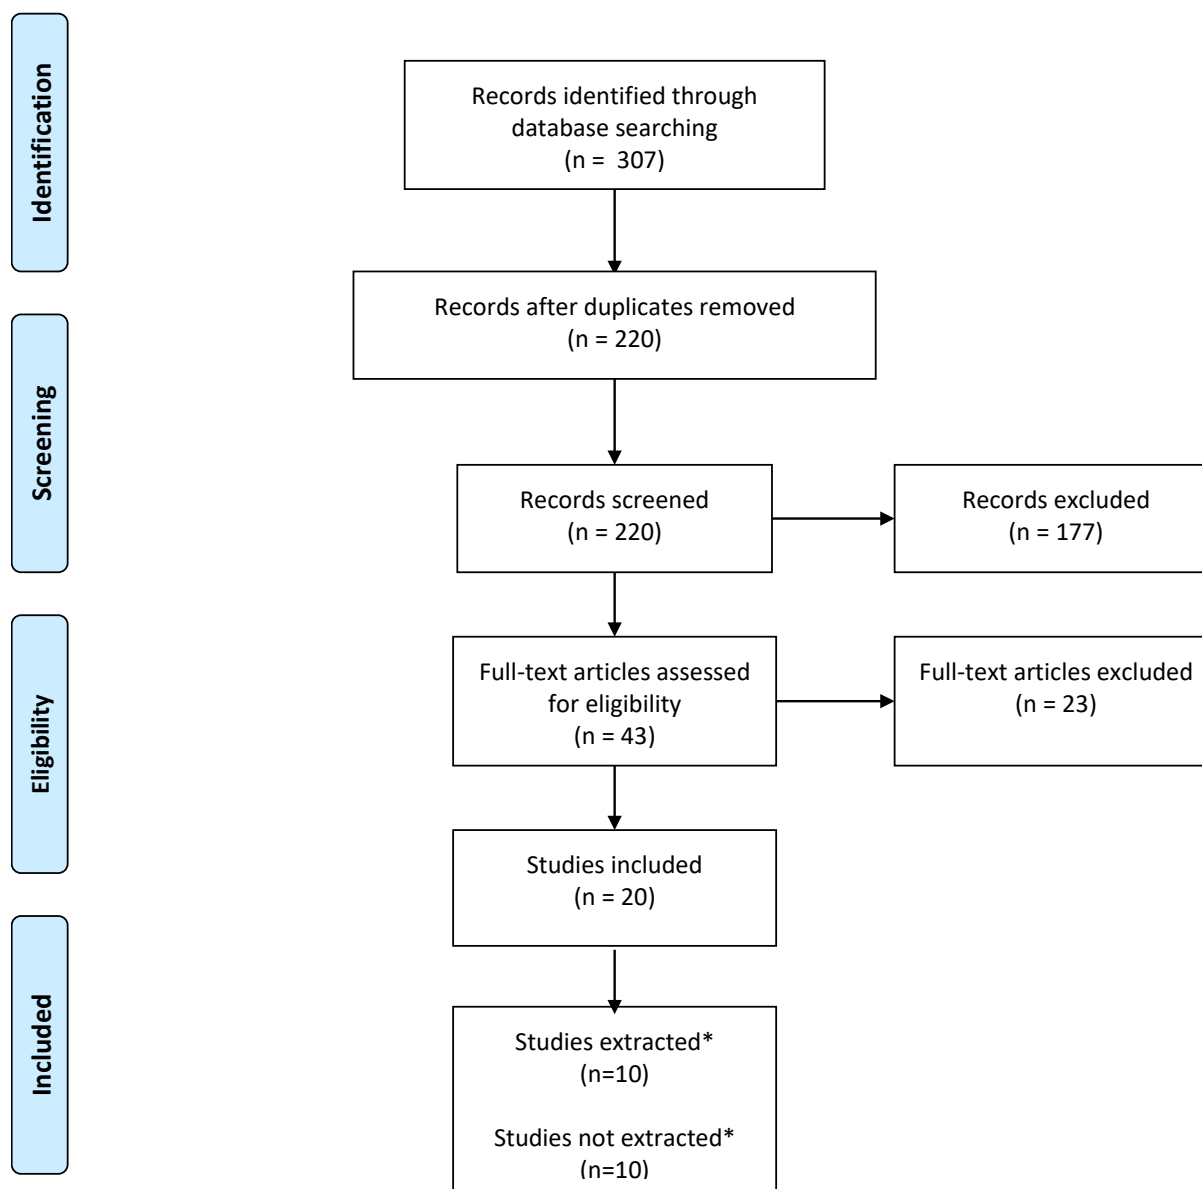 Identification
Records identified through
database searching
(n =  307)
Records after duplicates removed
(n = 220)
Screening
Records screened
(n = 220)
Records excluded
(n = 177)
Eligibility
Full-text articles assessed
for eligibility
(n = 43)
Full-text articles excluded
(n = 23)
Studies included
(n = 20)
Included
Studies extracted*
(n=10)
Studies not extracted*
(n=10)